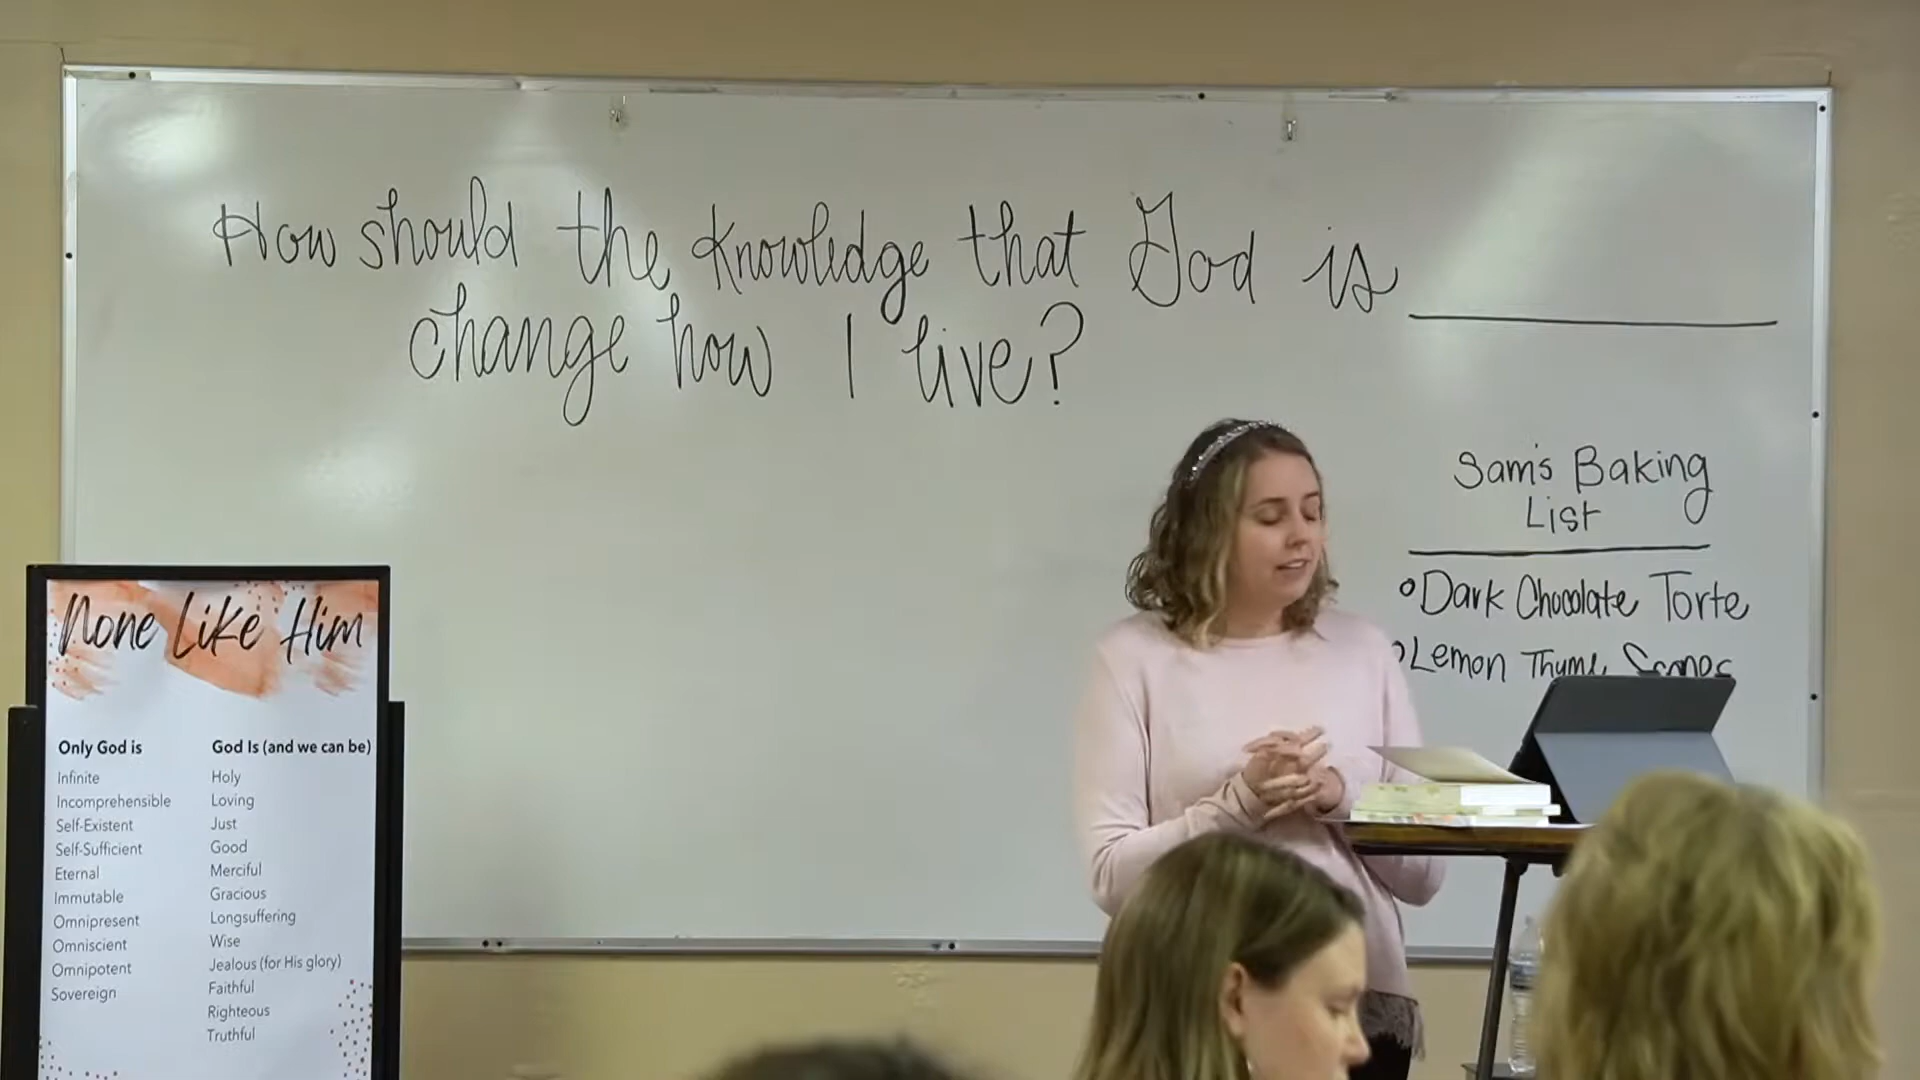 How should the knowledge that God is ________
change how I live?
Sam's Baking
List
Dark Chocolate Torte
Lemon Thyme Scones
None Like Him
Only God is
Infinite
Incomprehensible
Self-Existent
Self-Sufficient
Eternal
Immutable
Omnipresent
Omniscient
Omnipotent
Sovereign
God Is (and we can be)
Holy
Loving
Just
Good
Merciful
Gracious
Longsuffering
Wise
Jealous (for His glory)
Faithful
Righteous
Truthful